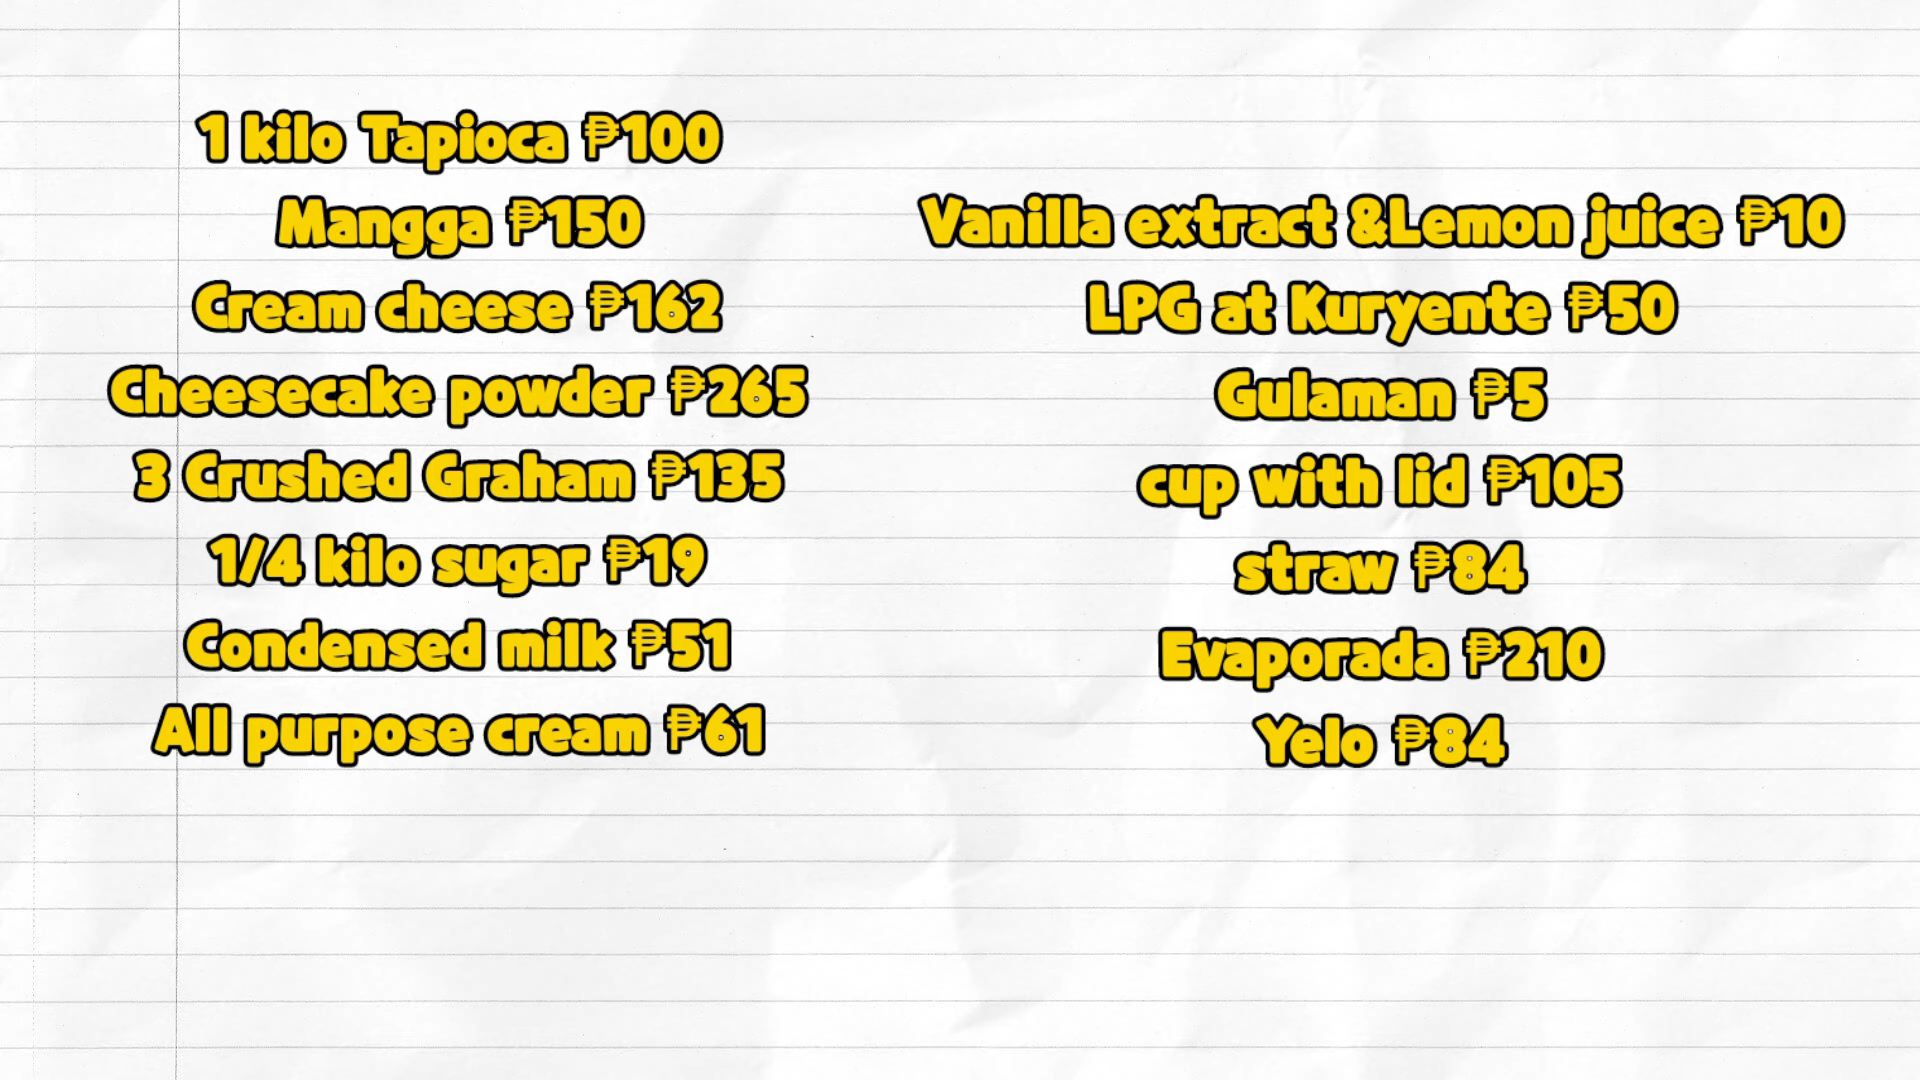 1 kilo Tapioca ₱100
Mangga ₱150
Cream cheese ₱162
Cheesecake powder ₱265
3 Crushed Graham ₱135
1/4 kilo sugar ₱19
Condensed milk ₱51
All purpose cream ₱61
Vanilla extract &Lemon juice ₱10
LPG at Kuryente ₱50
Gulaman ₱5
cup with lid ₱105
straw ₱84
Evaporada ₱210
Yelo ₱84